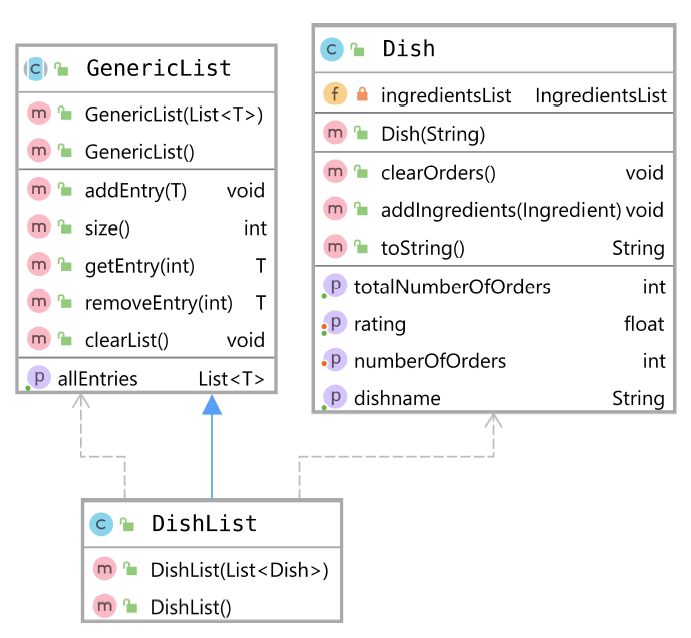 GenericList
GenericList(List<T>)
GenericList()
addEntry(T) void
size() int
getEntry(int) T
removeEntry(int) T
clearList() void
allEntries List<T>
Dish
ingredientsList IngredientsList
Dish(String)
clearOrders() void
addIngredients(Ingredient) void
toString() String
totalNumberOfOrders int
rating float
numberOfOrders int
dishname String
DishList
DishList(List<Dish>)
DishList()